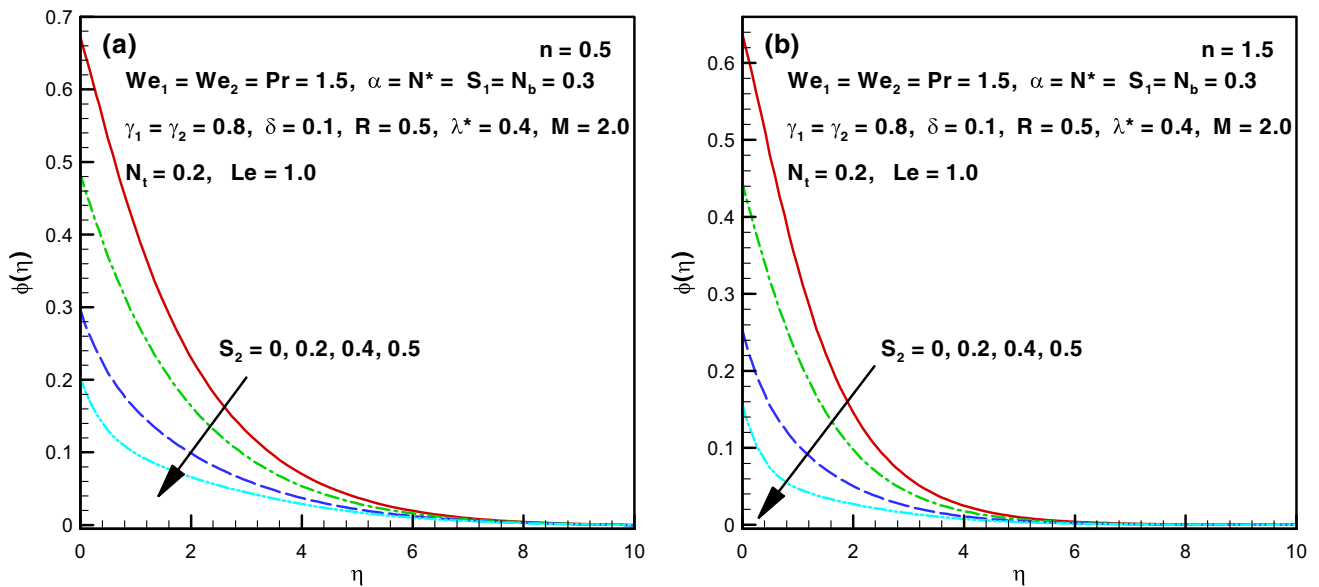 (a)
n = 0.5
We₁ = We₂ = Pr = 1.5, α = N* = S₁= N_b = 0.3
γ₁ = γ₂ = 0.8, δ = 0.1, R = 0.5, λ* = 0.4, M = 2.0
N_t = 0.2, Le = 1.0
S₂ = 0, 0.2, 0.4, 0.5
ϕ(η)
0.7
0.6
0.5
0.4
0.3
0.2
0.1
0
0 2 4 6 8 10
η
(b)
n = 1.5
We₁ = We₂ = Pr = 1.5, α = N* = S₁= N_b = 0.3
γ₁ = γ₂ = 0.8, δ = 0.1, R = 0.5, λ* = 0.4, M = 2.0
N_t = 0.2, Le = 1.0
S₂ = 0, 0.2, 0.4, 0.5
ϕ(η)
0.6
0.5
0.4
0.3
0.2
0.1
0
0 2 4 6 8 10
η